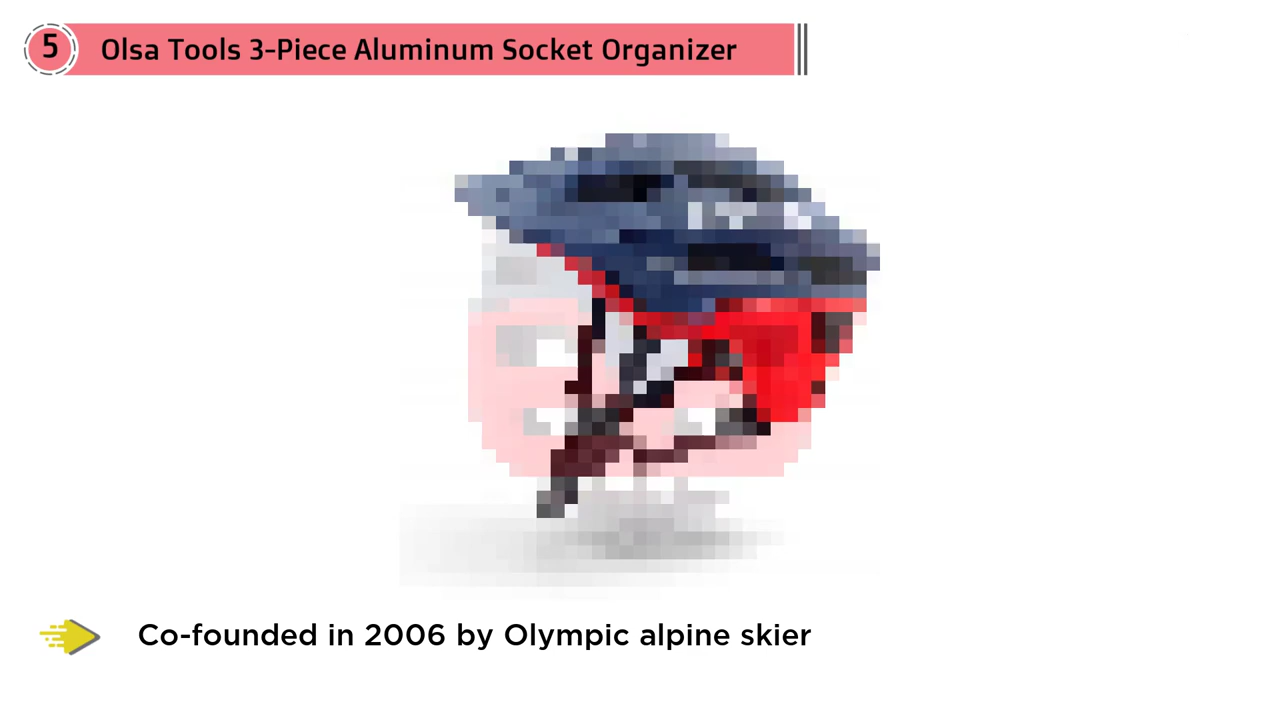 5
Olsa Tools 3-Piece Aluminum Socket Organizer
Co-founded in 2006 by Olympic alpine skier